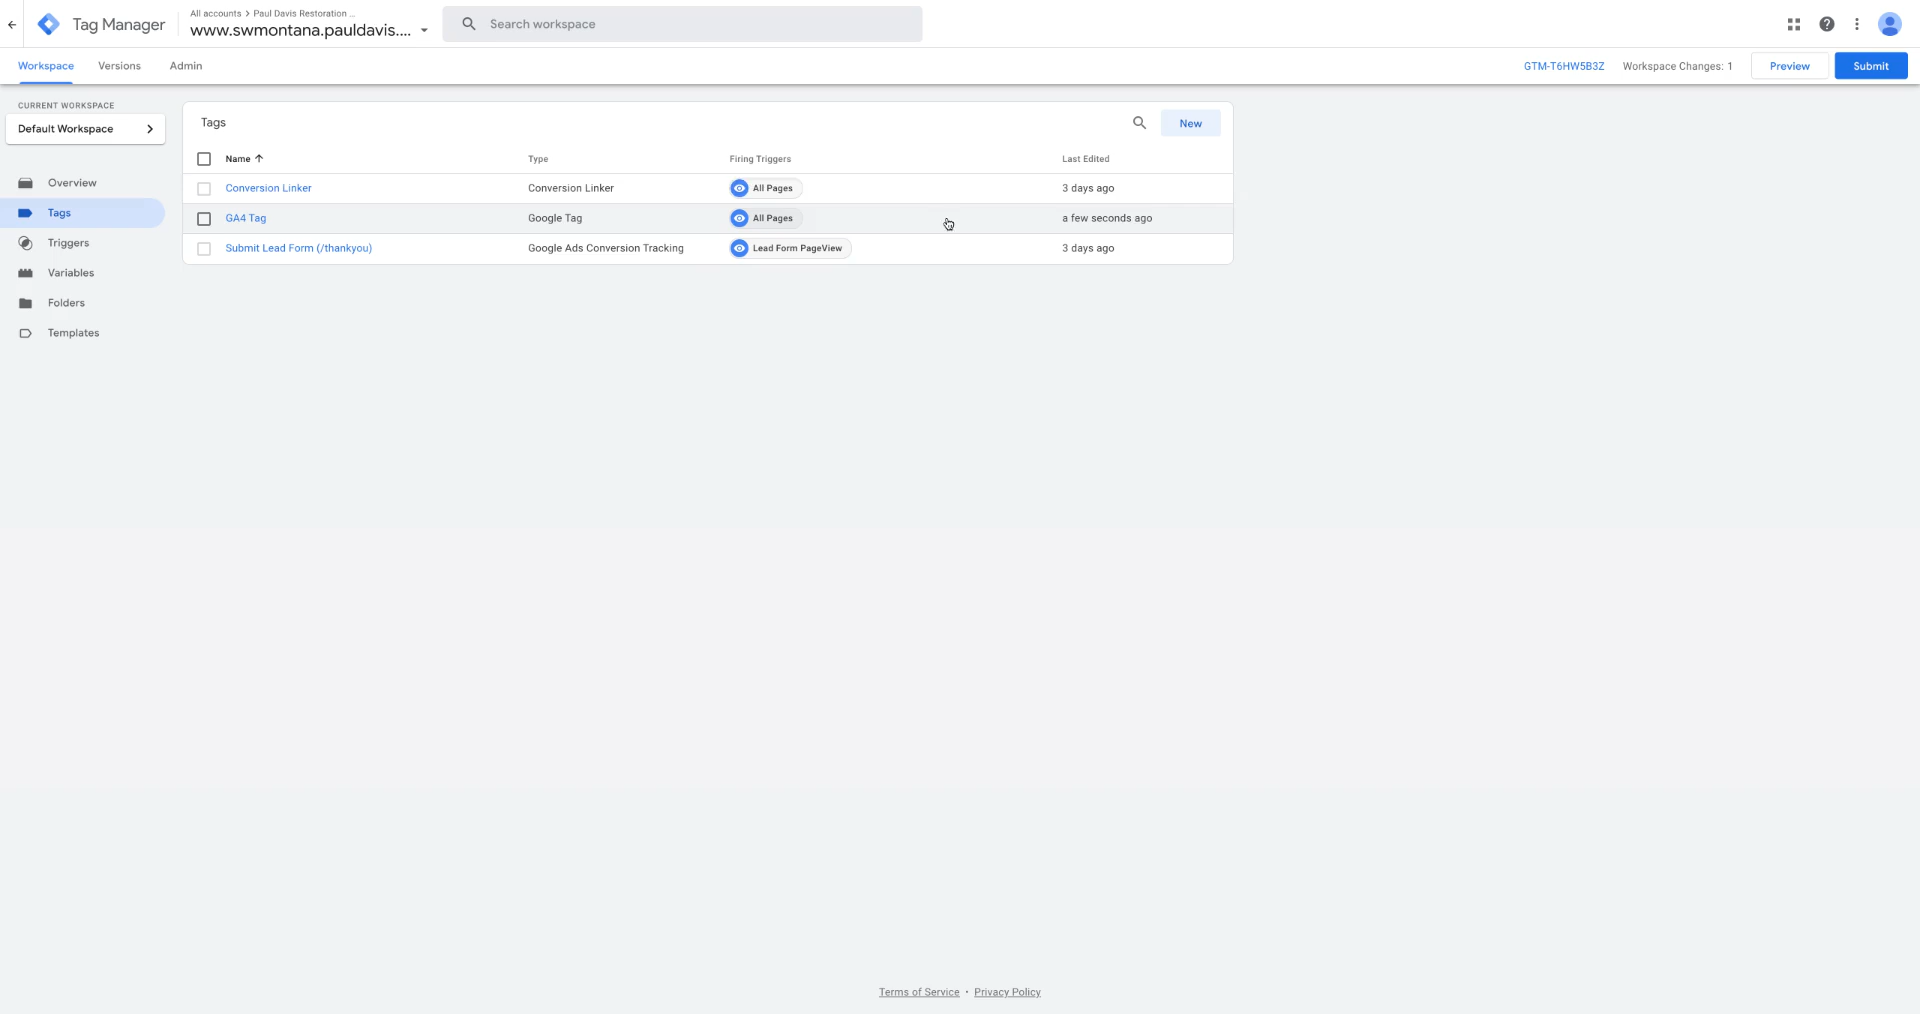 Tag Manager
All accounts > Paul Davis Restoration ...
www.swmontana.pauldavis....
Search workspace
Workspace
Versions
Admin
GTM-T6HW5B3Z
Workspace Changes: 1
Preview
Submit
CURRENT WORKSPACE
Default Workspace
Overview
Tags
Triggers
Variables
Folders
Templates
Tags
New
Name Type Firing Triggers Last Edited
Conversion Linker Conversion Linker All Pages 3 days ago
GA4 Tag Google Tag All Pages a few seconds ago
Submit Lead Form (/thankyou) Google Ads Conversion Tracking Lead Form PageView 3 days ago
Terms of Service · Privacy Policy